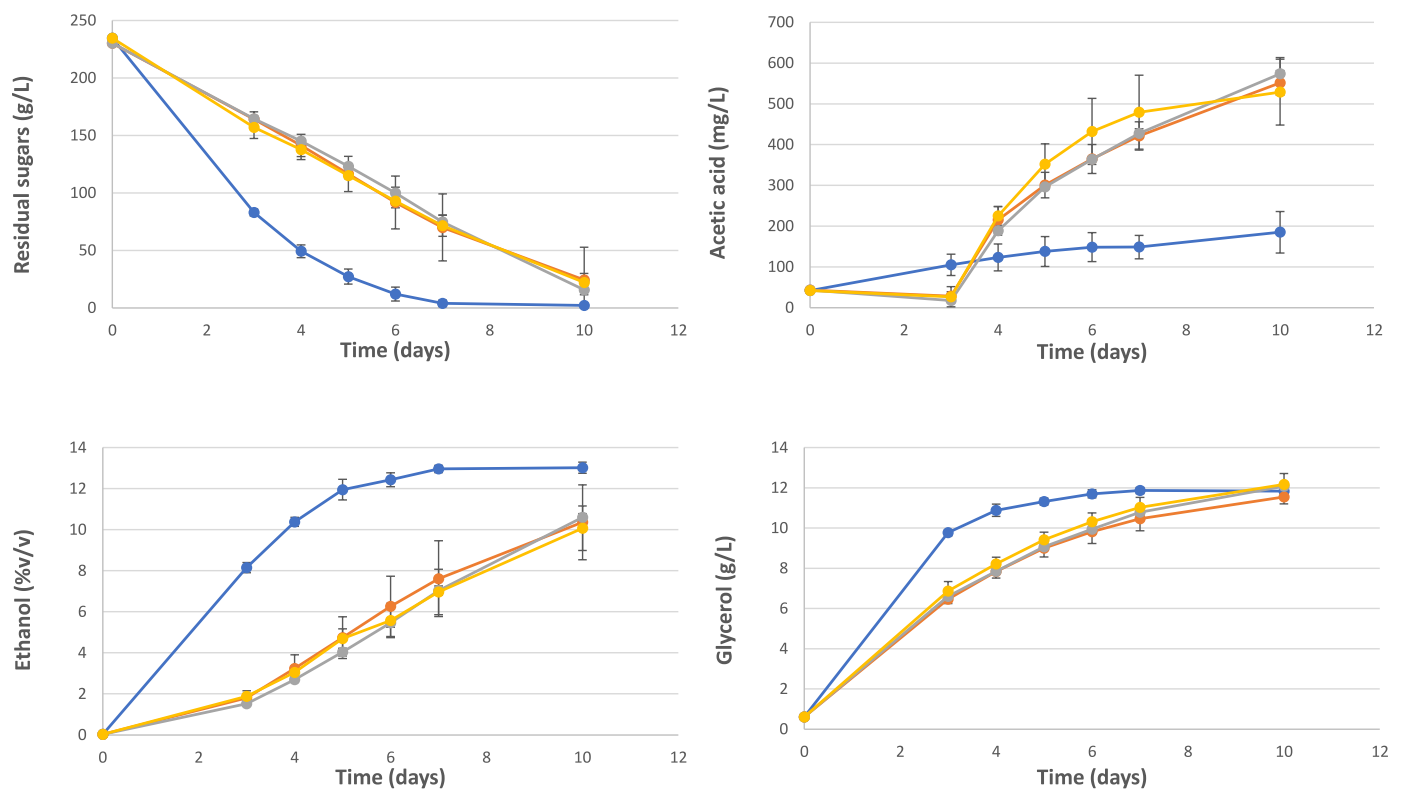 Residual sugars (g/L)
250
200
150
100
50
0
0 2 4 6 8 10 12
Time (days)
Acetic acid (mg/L)
700
600
500
400
300
200
100
0
0 2 4 6 8 10 12
Time (days)
Ethanol (%v/v)
14
12
10
8
6
4
2
0
0 2 4 6 8 10 12
Time (days)
Glycerol (g/L)
14
12
10
8
6
4
2
0
0 2 4 6 8 10 12
Time (days)